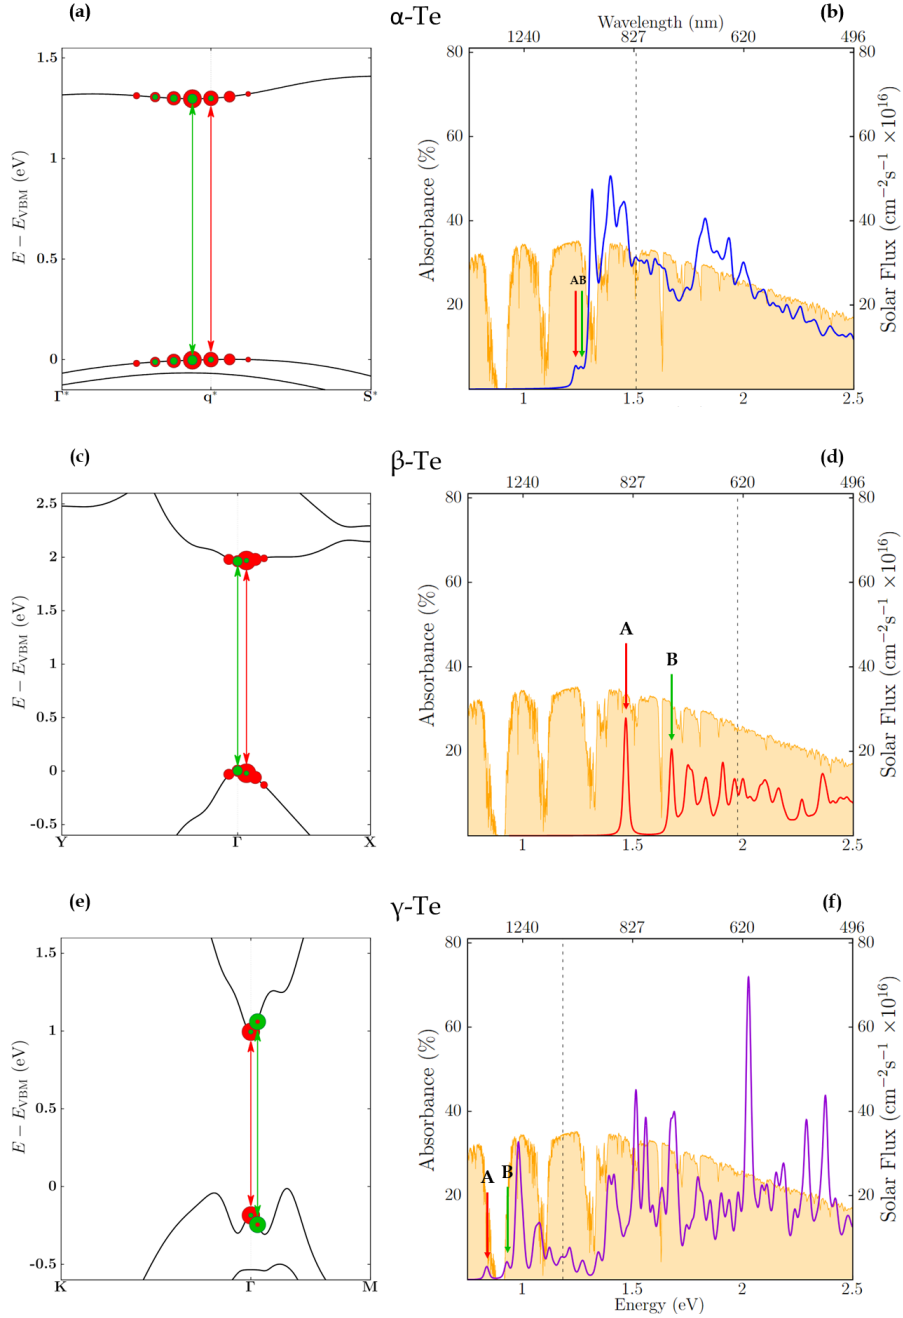 (a) α-Te (b)
Wavelength (nm)
1240 827 620 496
1.5
1
0.5
0
E − E_VBM (eV)
Γ* q* S*
80
60
40
20
Absorbance (%)
AB
80
60
40
20
Solar Flux (cm⁻²s⁻¹ ×10¹⁶)
1 1.5 2 2.5
(c) β-Te (d)
1240 827 620 496
2.5
2
1.5
1
0.5
0
-0.5
E − E_VBM (eV)
Y Γ X
80
60
40
20
Absorbance (%)
A
B
80
60
40
20
Solar Flux (cm⁻²s⁻¹ ×10¹⁶)
1 1.5 2 2.5
(e) γ-Te (f)
1240 827 620 496
1.5
1
0.5
0
-0.5
E − E_VBM (eV)
K Γ M
80
60
40
20
Absorbance (%)
A
B
80
60
40
20
Solar Flux (cm⁻²s⁻¹ ×10¹⁶)
1 1.5 2 2.5
Energy (eV)